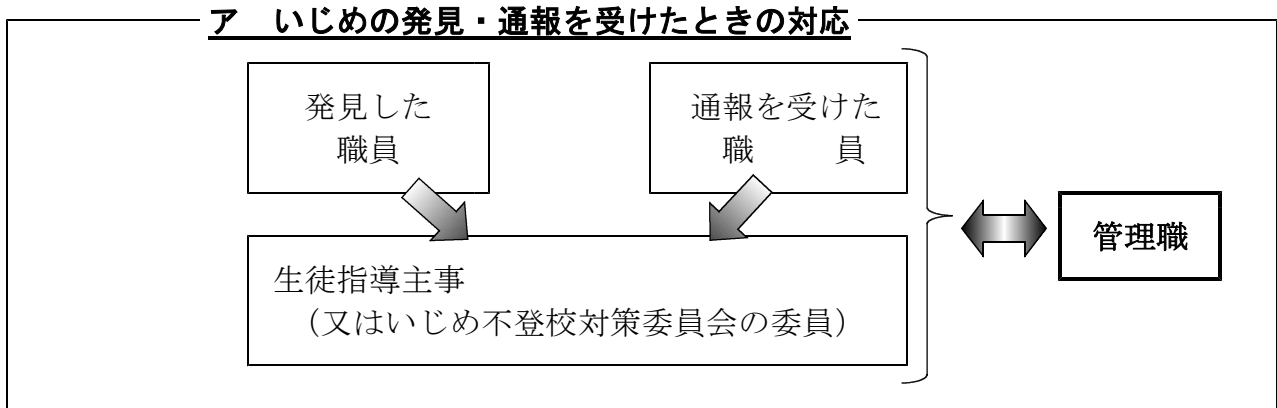 ア　いじめの発見・通報を受けたときの対応
発見した
職員
通報を受けた
職　　員
生徒指導主事
（又はいじめ不登校対策委員会の委員）
管理職